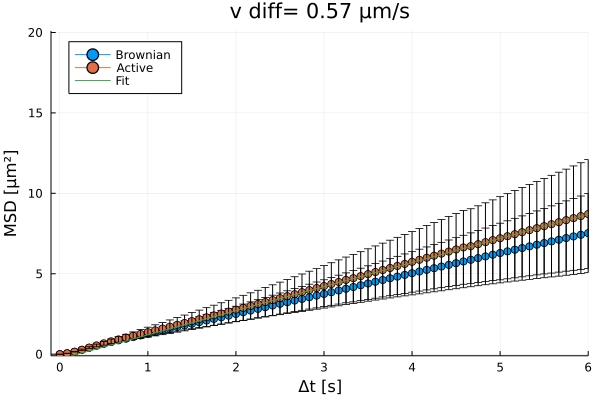 v diff= 0.57 μm/s
MSD [μm²]
20
15
10
5
0
Brownian
Active
Fit
0 1 2 3 4 5 6
Δt [s]